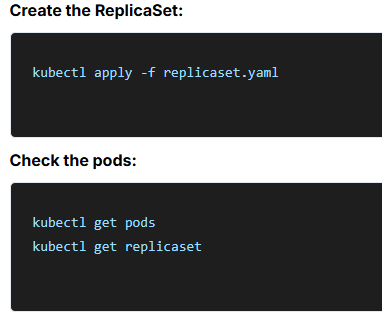 Create the ReplicaSet:
kubectl apply -f replicaset.yaml
Check the pods:
kubectl get pods
kubectl get replicaset